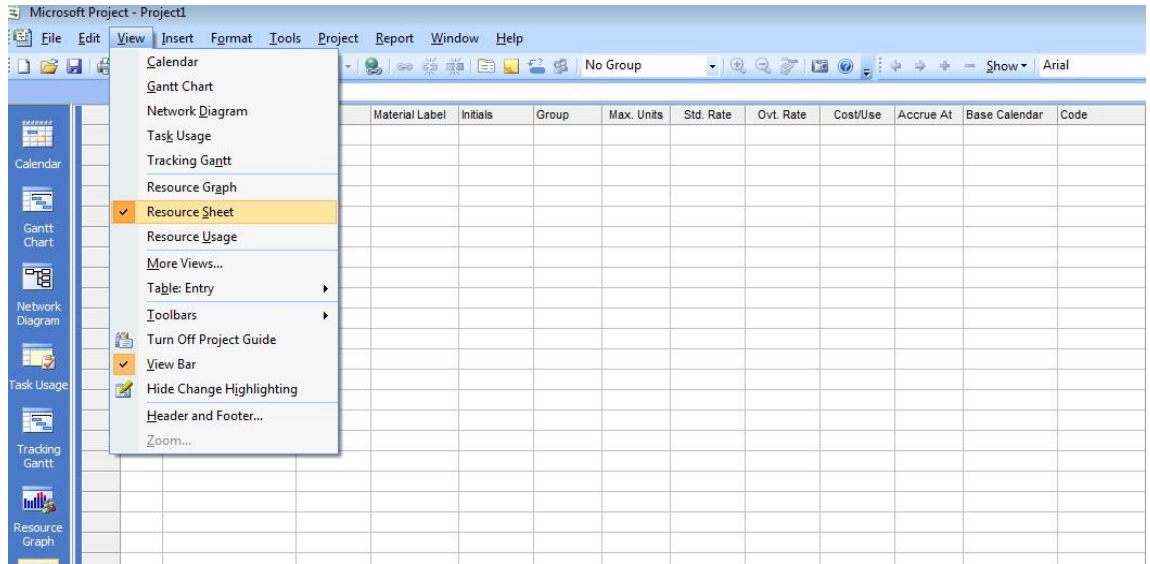 Microsoft Project - Project1
File Edit View Insert Format Tools Project Report Window Help
No Group Show Arial
Calendar
Gantt Chart
Network Diagram
Task Usage
Tracking Gantt
Resource Graph
Resource Sheet
Resource Usage
More Views...
Table: Entry
Toolbars
Turn Off Project Guide
View Bar
Hide Change Highlighting
Header and Footer...
Zoom...
Material Label Initials Group Max. Units Std. Rate Ovt. Rate Cost/Use Accrue At Base Calendar Code
Calendar
Gantt
Chart
Network
Diagram
Task Usage
Tracking
Gantt
Resource
Graph